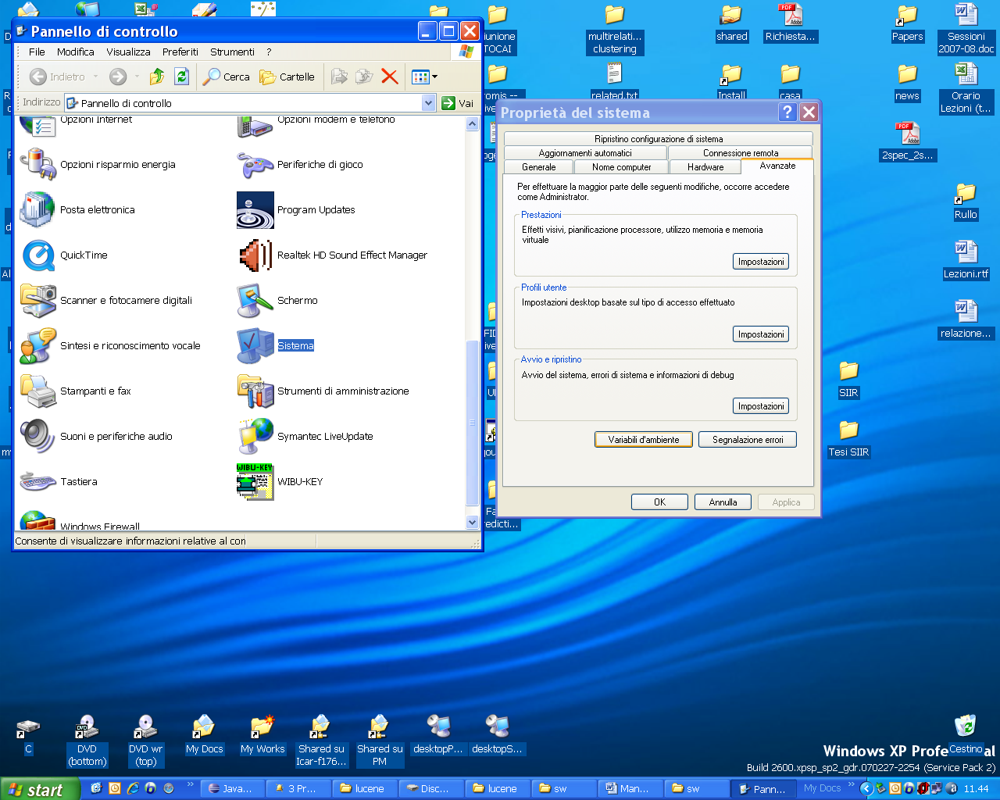 Pannello di controllo
File Modifica Visualizza Preferiti Strumenti ?
Indietro Cerca Cartelle
Indirizzo Pannello di controllo Vai
Opzioni Internet
Opzioni modem e telefono
Opzioni risparmio energia
Periferiche di gioco
Posta elettronica
Program Updates
QuickTime
Realtek HD Sound Effect Manager
Scanner e fotocamere digitali
Schermo
Sintesi e riconoscimento vocale
Sistema
Stampanti e fax
Strumenti di amministrazione
Suoni e periferiche audio
Symantec LiveUpdate
Tastiera
WIBU-KEY
WIBU-KEY
Windows Firewall
Consente di visualizzare informazioni relative al con
Proprietà del sistema
Ripristino configurazione di sistema
Aggiornamenti automatici Connessione remota
Generale Nome computer Hardware Avanzate
Per effettuare la maggior parte delle seguenti modifiche, occorre accedere
come Administrator.
Prestazioni
Effetti visivi, pianificazione processore, utilizzo memoria e memoria
virtuale
Impostazioni
Profili utente
Impostazioni desktop basate sul tipo di accesso effettuato
Impostazioni
Avvio e ripristino
Avvio del sistema, errori di sistema e informazioni di debug
Impostazioni
Variabili d'ambiente Segnalazione errori
OK Annulla Applica
iunione
TOCAI
multirelati...
clustering
shared
PDF
Richiesta...
Papers
Sessioni
2007-08.doc
related.txt
Install
casa
news
Orario
Lezioni (t...
PDF
2spec_2s...
Rullo
Lezioni.rtf
relazione...
SIIR
Tesi SIIR
C
DVD
DVD
(bottom)
DVD wr
(top)
My Docs
My Works
Shared su
Icar-f176...
Shared su
PM
desktopP...
desktopS...
Cestino
Windows XP Profe al
Build 2600.xpsp_sp2_gdr.070227-2254 (Service Pack 2)
start Java... 3 Pr... lucene Disc... lucene sw Man... sw Pann... My Docs 11.44